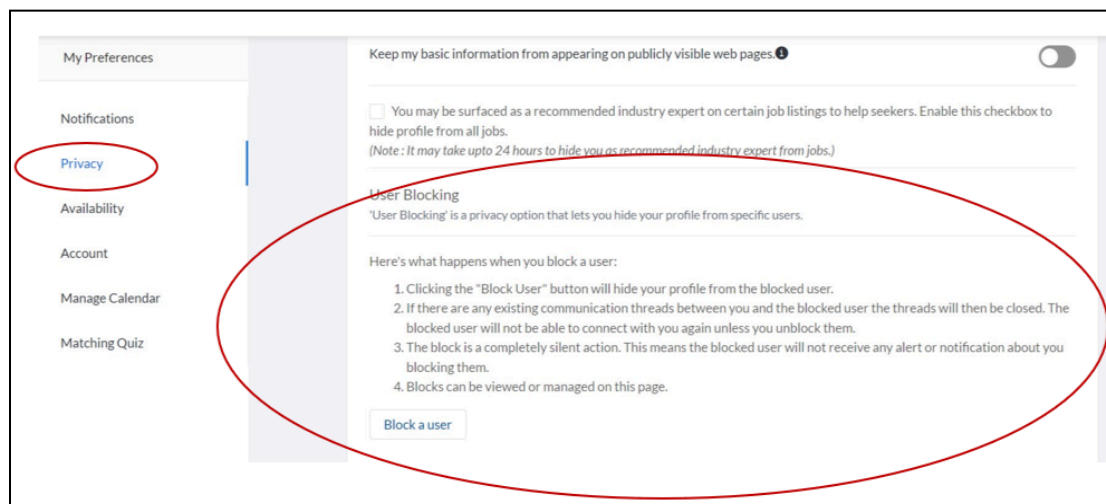 My Preferences
Notifications
Privacy
Availability
Account
Manage Calendar
Matching Quiz
Keep my basic information from appearing on publicly visible web pages.
You may be surfaced as a recommended industry expert on certain job listings to help seekers. Enable this checkbox to
hide profile from all jobs.
(Note : It may take upto 24 hours to hide you as recommended industry expert from jobs.)
User Blocking
'User Blocking' is a privacy option that lets you hide your profile from specific users.
Here's what happens when you block a user:
1. Clicking the "Block User" button will hide your profile from the blocked user.
2. If there are any existing communication threads between you and the blocked user the threads will then be closed. The
blocked user will not be able to connect with you again unless you unblock them.
3. The block is a completely silent action. This means the blocked user will not receive any alert or notification about you
blocking them.
4. Blocks can be viewed or managed on this page.
Block a user